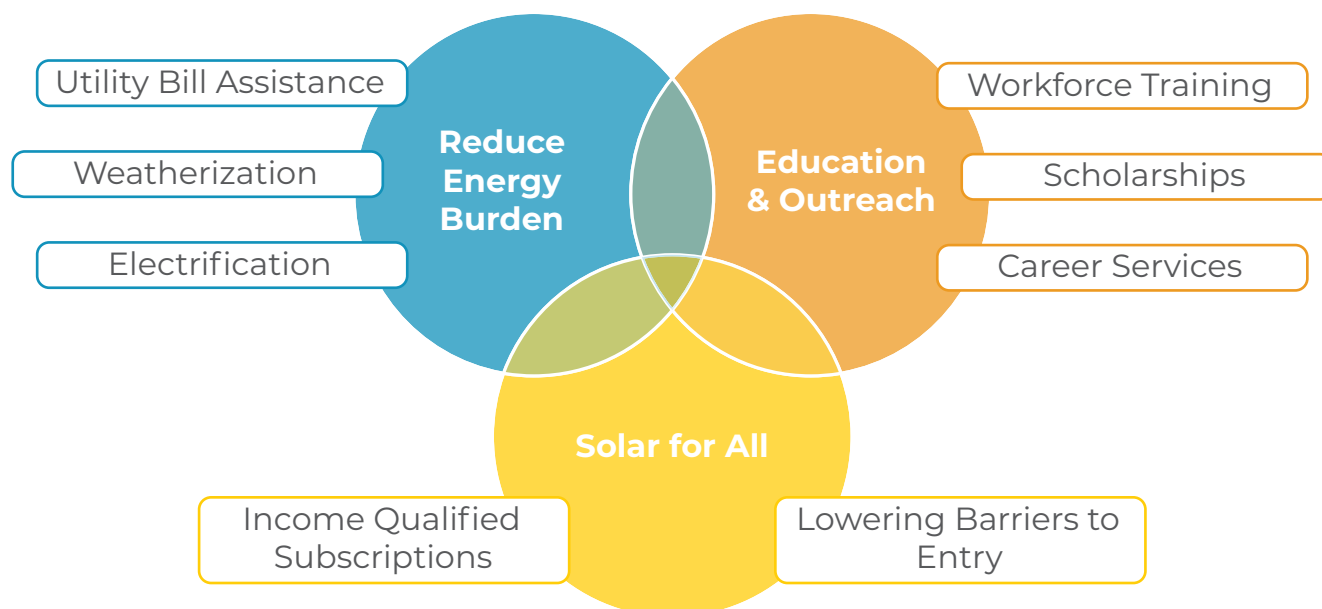 Utility Bill Assistance
Weatherization
Electrification
Reduce
Energy
Burden
Education
& Outreach
Workforce Training
Scholarships
Career Services
Solar for All
Income Qualified
Subscriptions
Lowering Barriers to
Entry